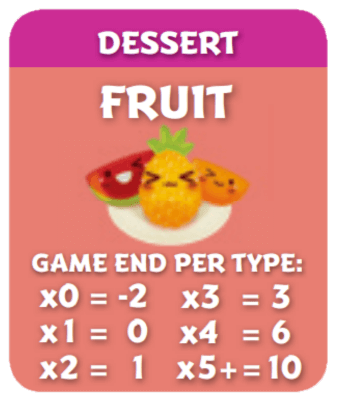 DESSERT
FRUIT
GAME END PER TYPE:
x0 = -2 x3 = 3
x1 = 0 x4 = 6
x2 = 1 x5+ = 10